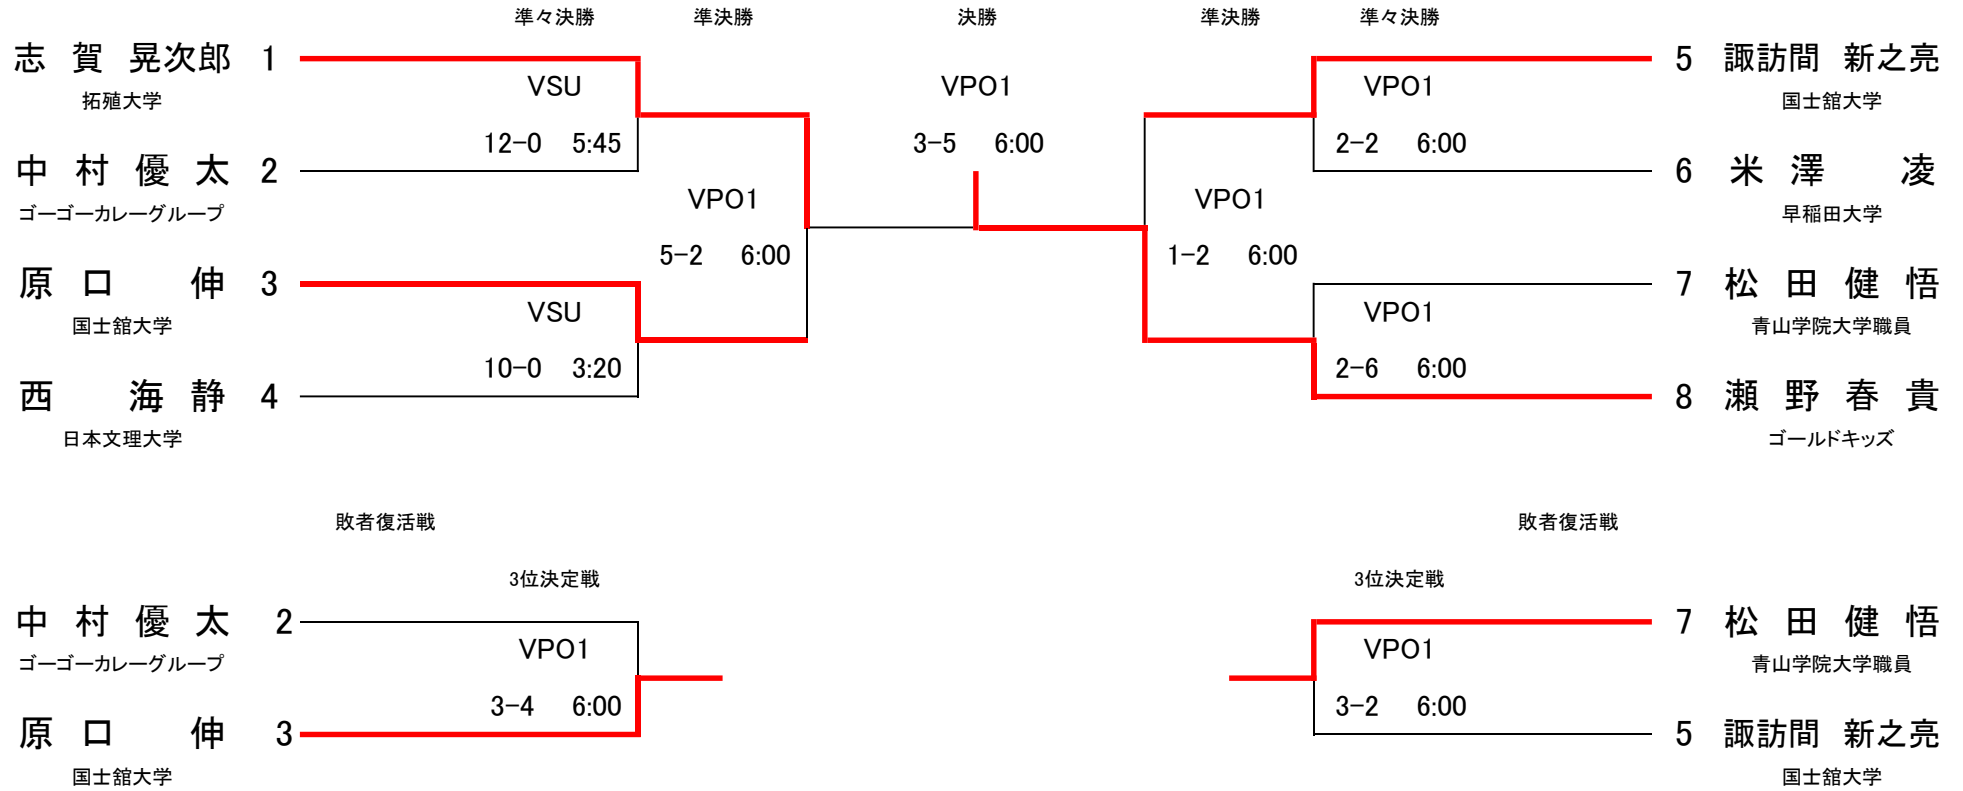 準々決勝 準決勝 決勝 準決勝 準々決勝
志 賀 晃次郎 1
拓殖大学
VSU
12-0 5:45
中 村 優 太 2
ゴーゴーカレーグループ
VPO1
5-2 6:00
原 口 伸 3
国士舘大学
VSU
10-0 3:20
西 海 静 4
日本文理大学
VPO1
3-5 6:00
5 諏訪間 新之亮
国士舘大学
VPO1
2-2 6:00
6 米 澤 凌
早稲田大学
VPO1
1-2 6:00
7 松 田 健 悟
青山学院大学職員
VPO1
2-6 6:00
8 瀬 野 春 貴
ゴールドキッズ
敗者復活戦 敗者復活戦
3位決定戦 3位決定戦
中 村 優 太 2
ゴーゴーカレーグループ
VPO1
3-4 6:00
原 口 伸 3
国士舘大学
7 松 田 健 悟
青山学院大学職員
VPO1
3-2 6:00
5 諏訪間 新之亮
国士舘大学